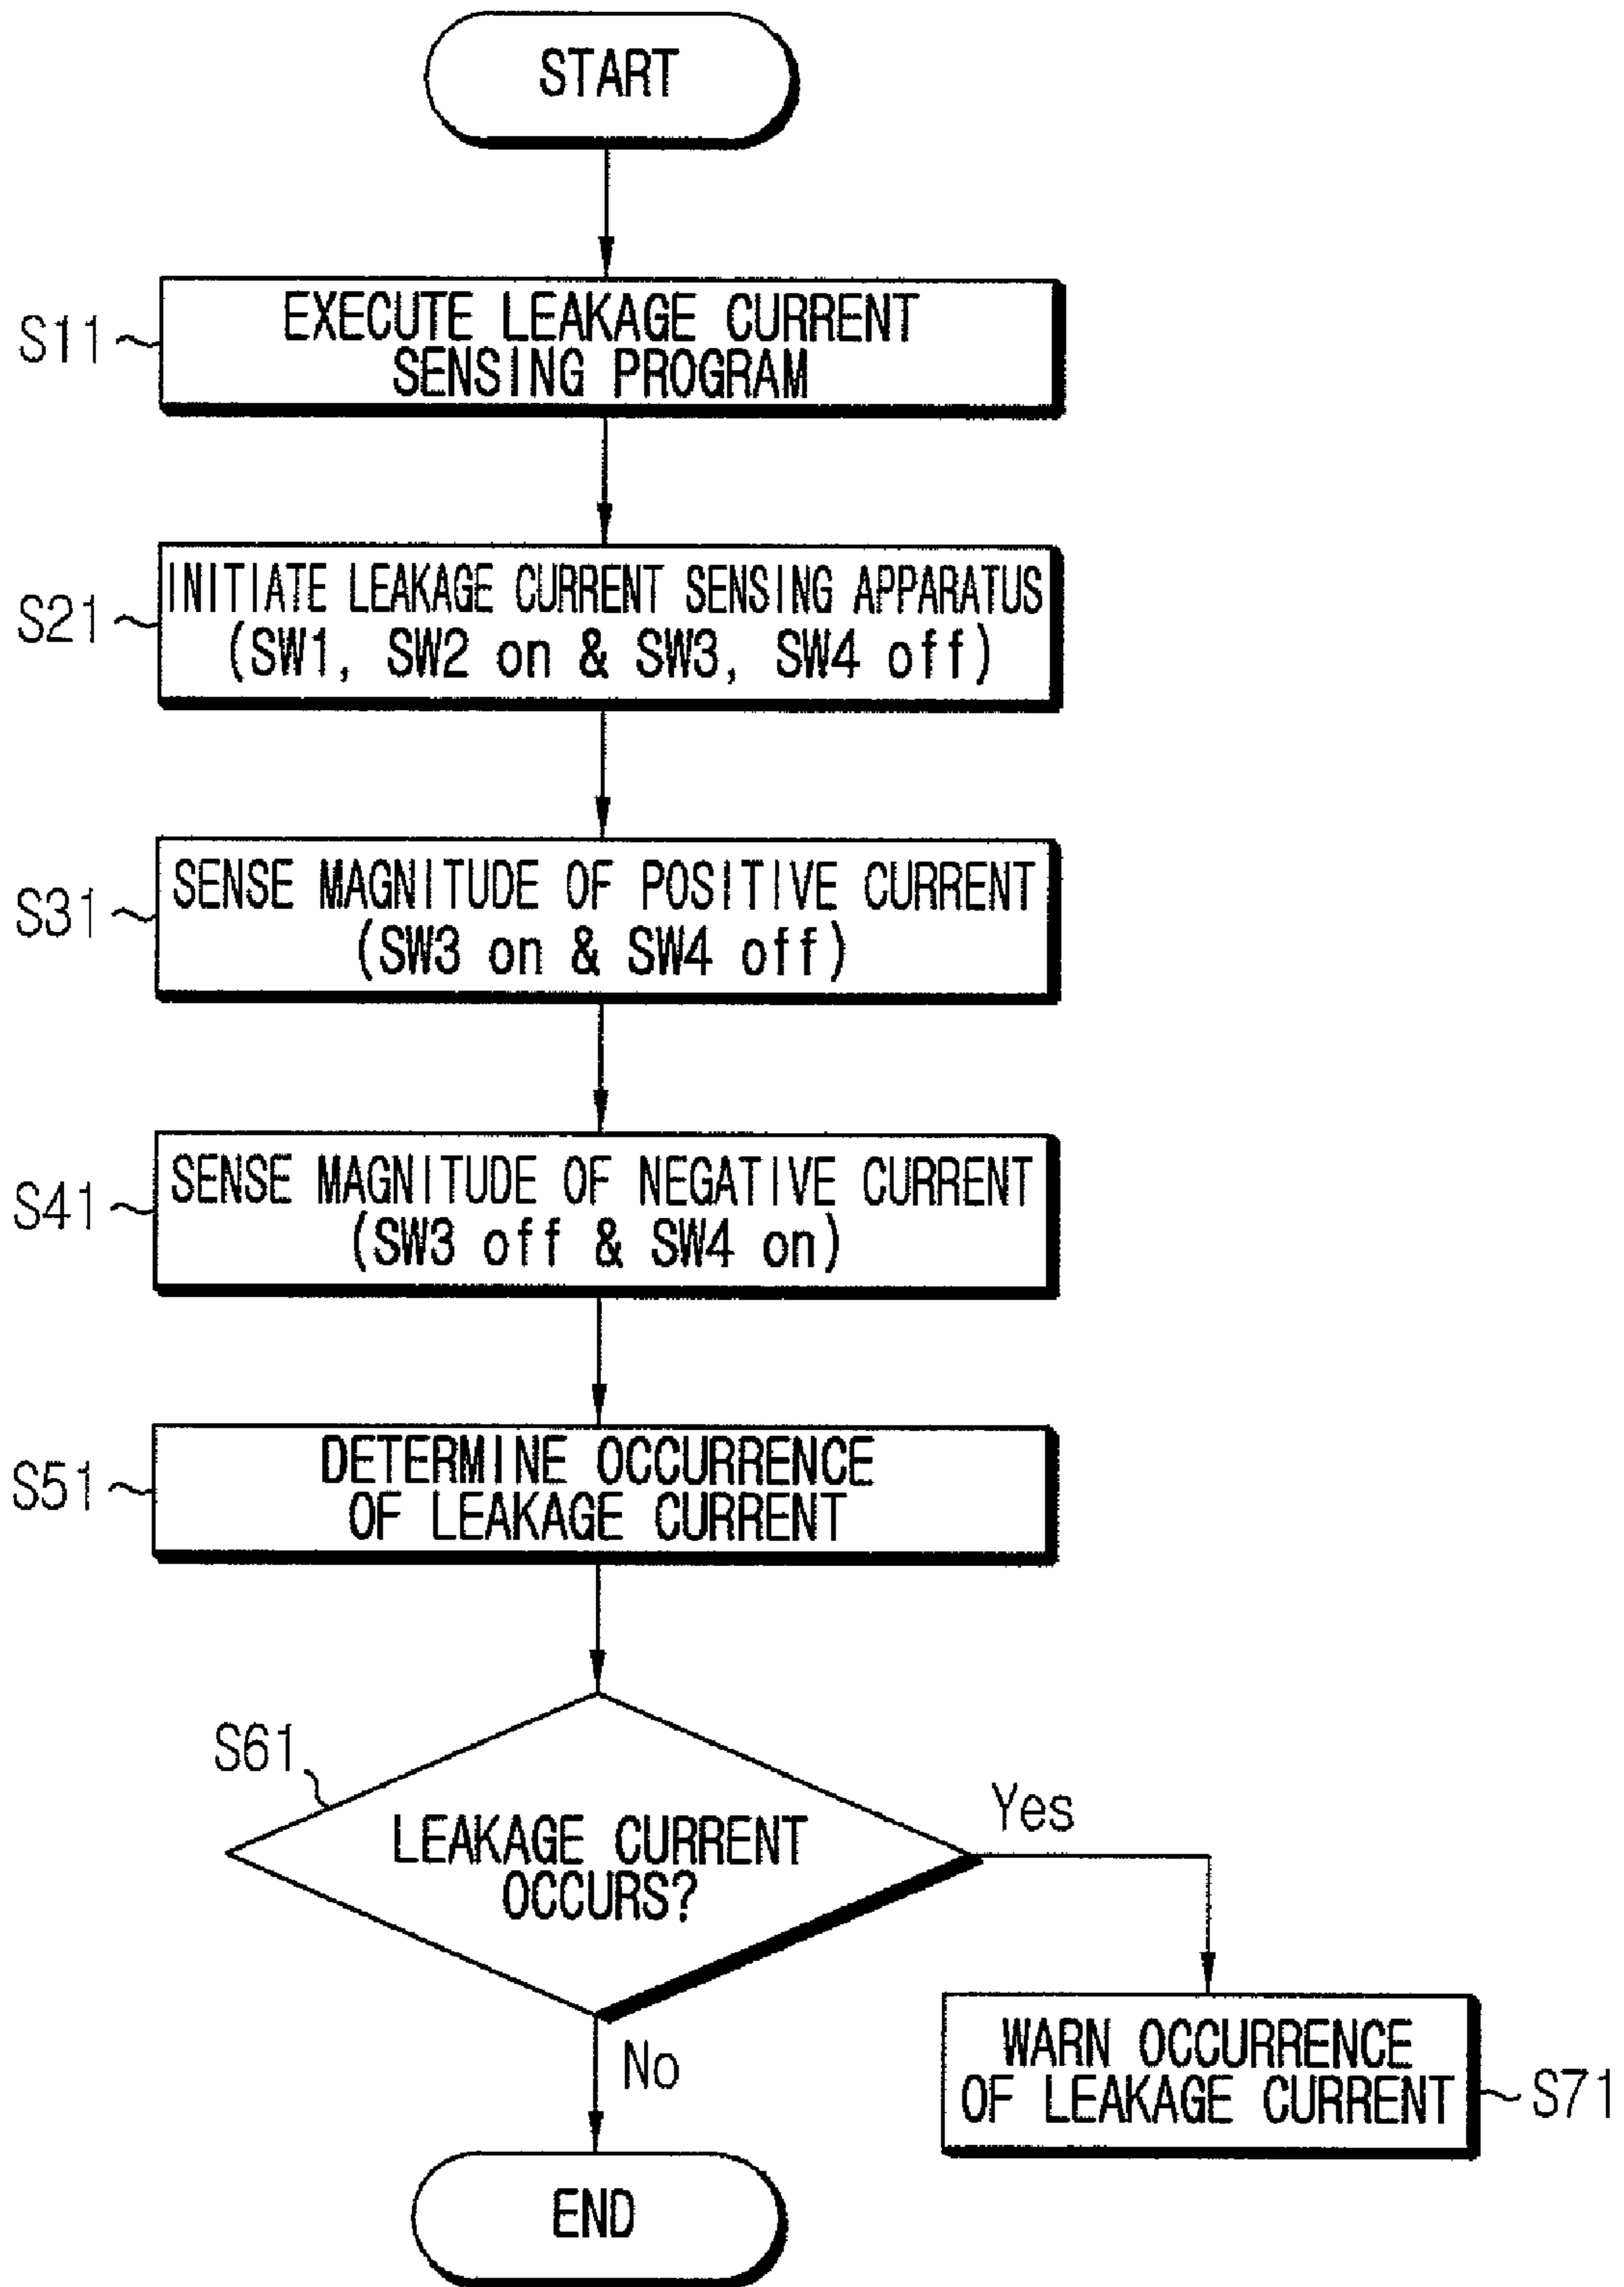 START
S11
EXECUTE LEAKAGE CURRENT
SENSING PROGRAM
S21
INITIATE LEAKAGE CURRENT SENSING APPARATUS
(SW1, SW2 on & SW3, SW4 off)
S31
SENSE MAGNITUDE OF POSITIVE CURRENT
(SW3 on & SW4 off)
S41
SENSE MAGNITUDE OF NEGATIVE CURRENT
(SW3 off & SW4 on)
S51
DETERMINE OCCURRENCE
OF LEAKAGE CURRENT
S61
LEAKAGE CURRENT
OCCURS?
Yes
No
WARN OCCURRENCE
OF LEAKAGE CURRENT
S71
END